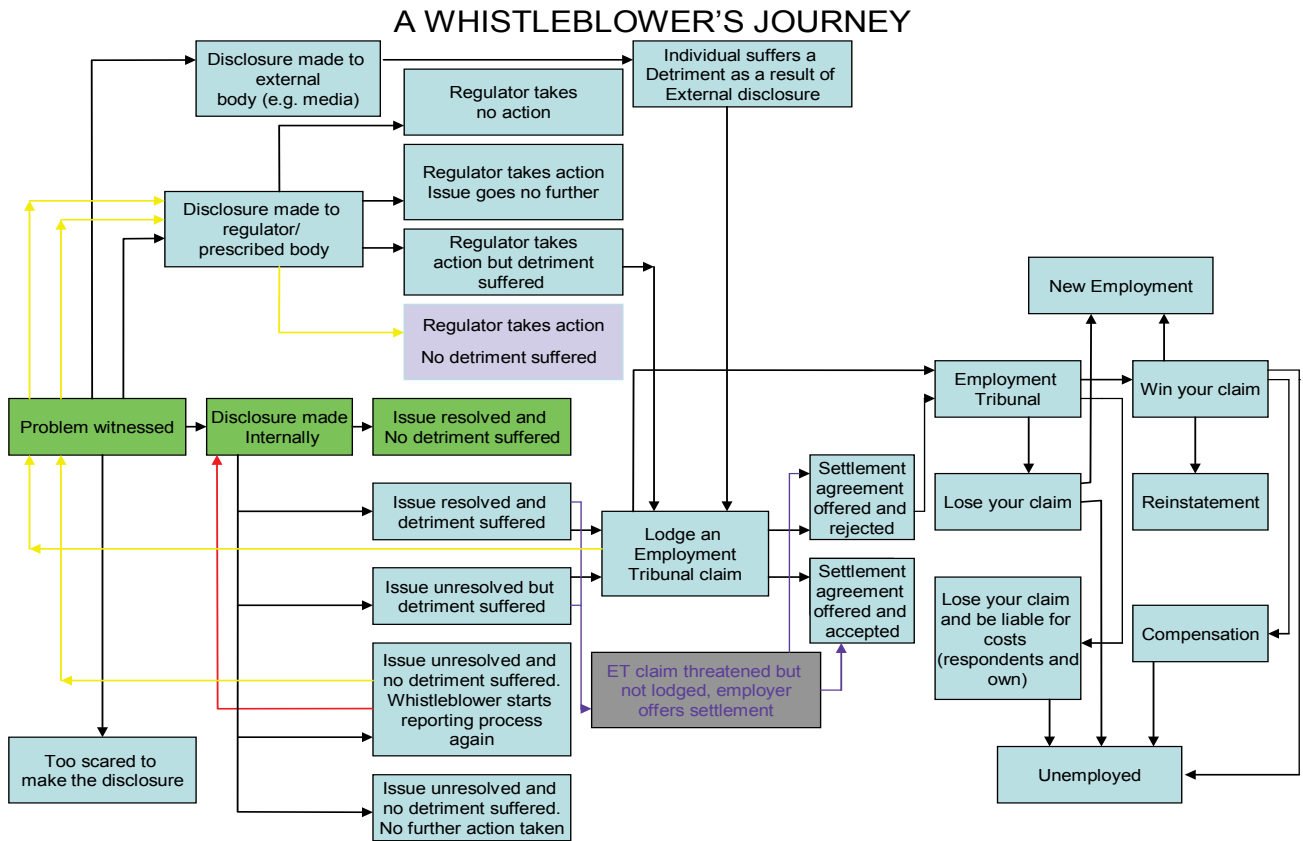 A WHISTLEBLOWER'S JOURNEY
Disclosure made to
external
body (e.g. media)
Individual suffers a
Detriment as a result of
External disclosure
Regulator takes
no action
Regulator takes action
Issue goes no further
Disclosure made to
regulator/
prescribed body
Regulator takes
action but detriment
suffered
Regulator takes action
No detriment suffered
New Employment
Problem witnessed
Disclosure made
Internally
Issue resolved and
No detriment suffered
Employment
Tribunal
Win your claim
Issue resolved and
detriment suffered
Lodge an
Employment
Tribunal claim
Settlement
agreement
offered and
rejected
Lose your claim
Reinstatement
Issue unresolved but
detriment suffered
Settlement
agreement
offered and
accepted
Lose your claim
and be liable for
costs
(respondents and
own)
Compensation
Issue unresolved and
no detriment suffered.
Whistleblower starts
reporting process
again
ET claim threatened but
not lodged, employer
offers settlement
Too scared to
make the disclosure
Unemployed
Issue unresolved and
no detriment suffered.
No further action taken